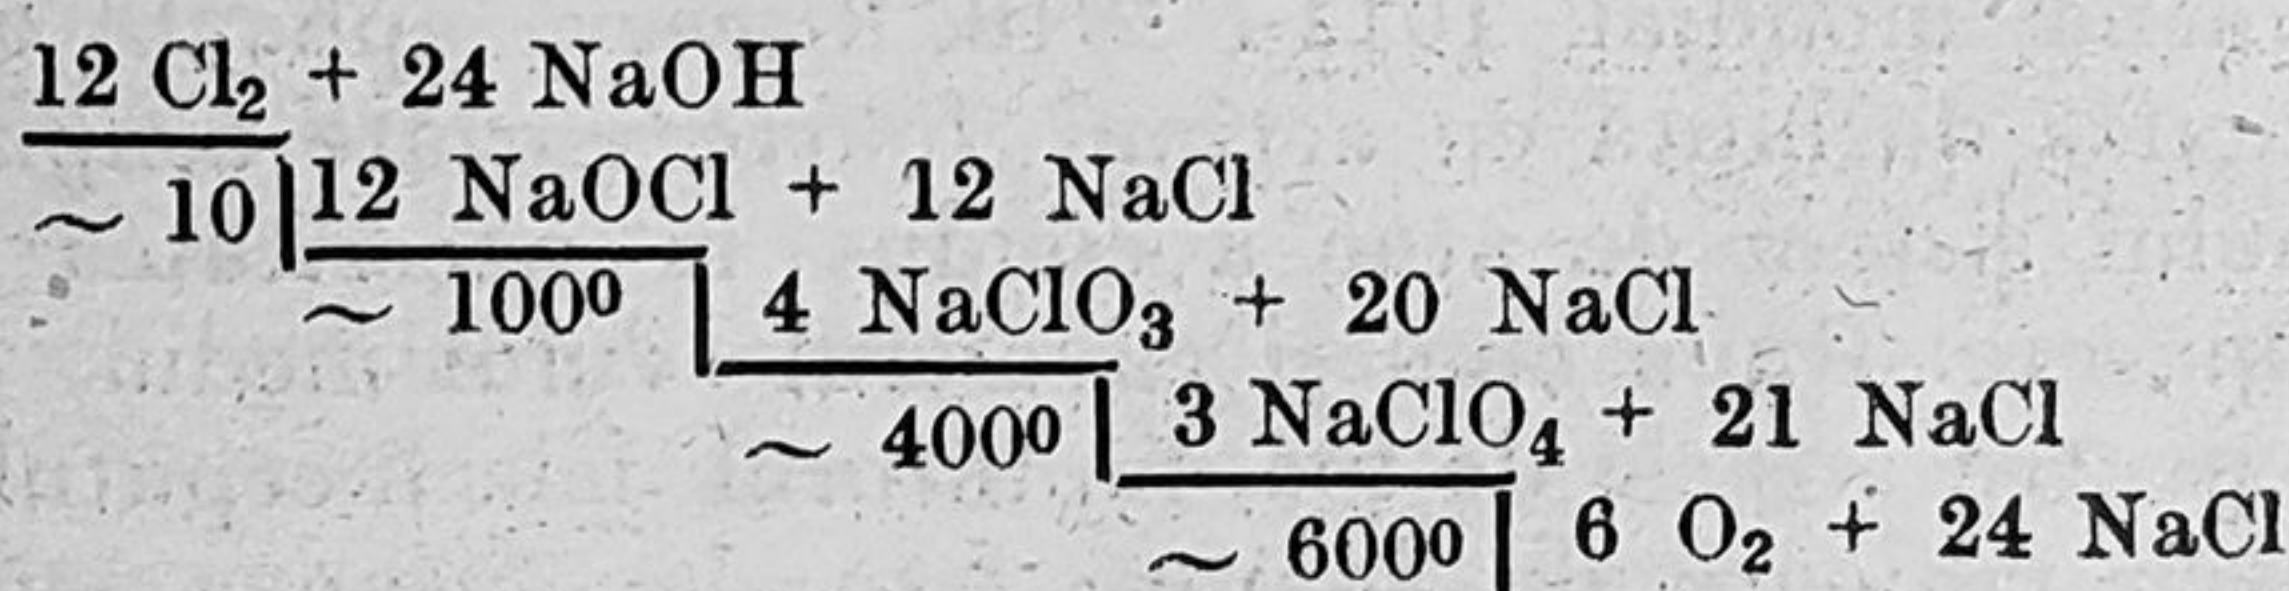 12 Cl₂ + 24 NaOH
~ 10 | 12 NaOCl + 12 NaCl
~ 100⁰ | 4 NaClO₃ + 20 NaCl
~ 400⁰ | 3 NaClO₄ + 21 NaCl
~ 600⁰ | 6 O₂ + 24 NaCl